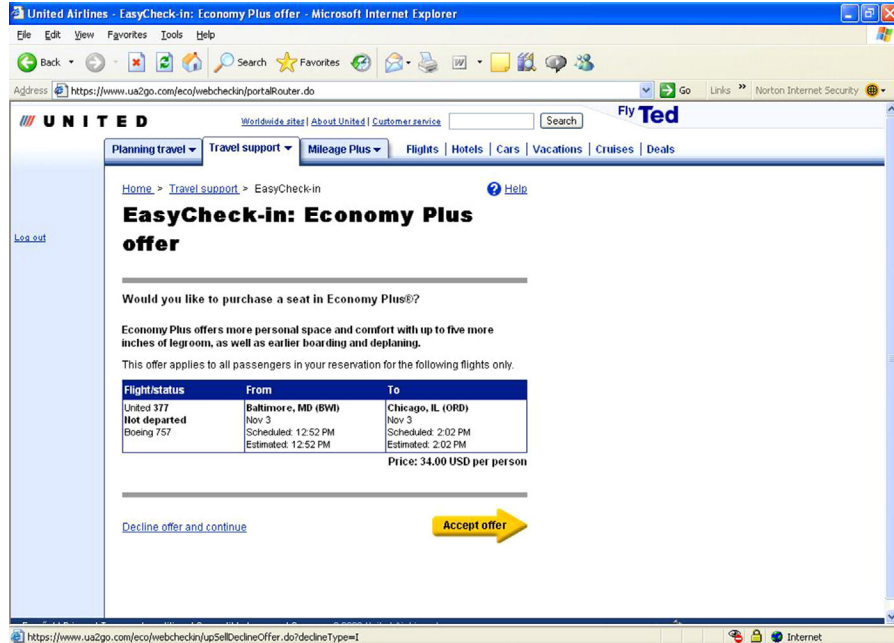 United Airlines - EasyCheck-in: Economy Plus offer - Microsoft Internet Explorer
File Edit View Favorites Tools Help
Back Search Favorites
Address https://www.ua2go.com/eco/webcheckin/portalRouter.do Go Links » Norton Internet Security
UNITED
Worldwide sites | About United | Customer service Search
Fly Ted
Planning travel Travel support Mileage Plus Flights | Hotels | Cars | Vacations | Cruises | Deals
Home > Travel support > EasyCheck-in ? Help
Log out
EasyCheck-in: Economy Plus
offer
Would you like to purchase a seat in Economy Plus®?
Economy Plus offers more personal space and comfort with up to five more
inches of legroom, as well as earlier boarding and deplaning.
This offer applies to all passengers in your reservation for the following flights only.
Flight/status From To
United 377 Baltimore, MD (BWI) Chicago, IL (ORD)
Not departed Nov 3 Nov 3
Boeing 757 Scheduled: 12:52 PM Scheduled: 2:02 PM
Estimated: 12:52 PM Estimated: 2:02 PM
Price: 34.00 USD per person
Decline offer and continue Accept offer
https://www.ua2go.com/eco/webcheckin/upSellDeclineOffer.do?declineType=I Internet